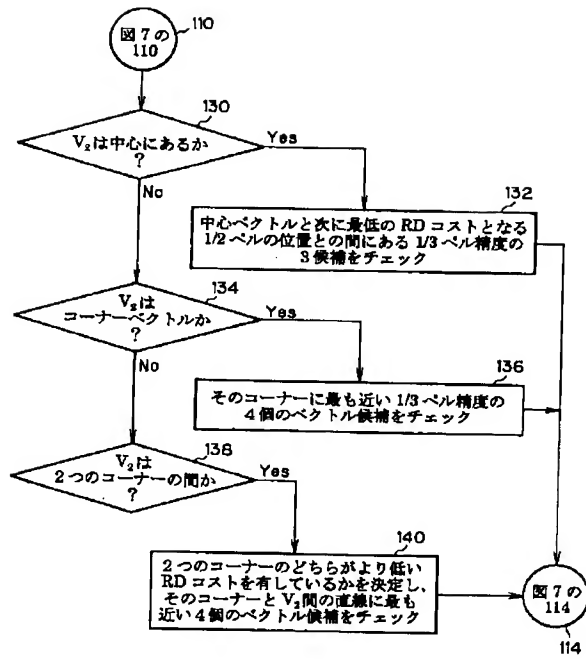 図7の
110
110
130
V₂は中心にあるか
?
Yes
No
132
中心ベクトルと次に最低のRDコストとなる
1/2ペルの位置との間にある1/3ペル精度の
3候補をチェック
134
V₂は
コーナーベクトルか
?
Yes
No
136
そのコーナーに最も近い1/3ペル精度の
4個のベクトル候補をチェック
138
V₂は
2つのコーナーの間か
?
Yes
140
2つのコーナーのどちらがより低い
RDコストを有しているかを決定し、
そのコーナーとV₂間の直線に最も
近い4個のベクトル候補をチェック
図7の
114
114